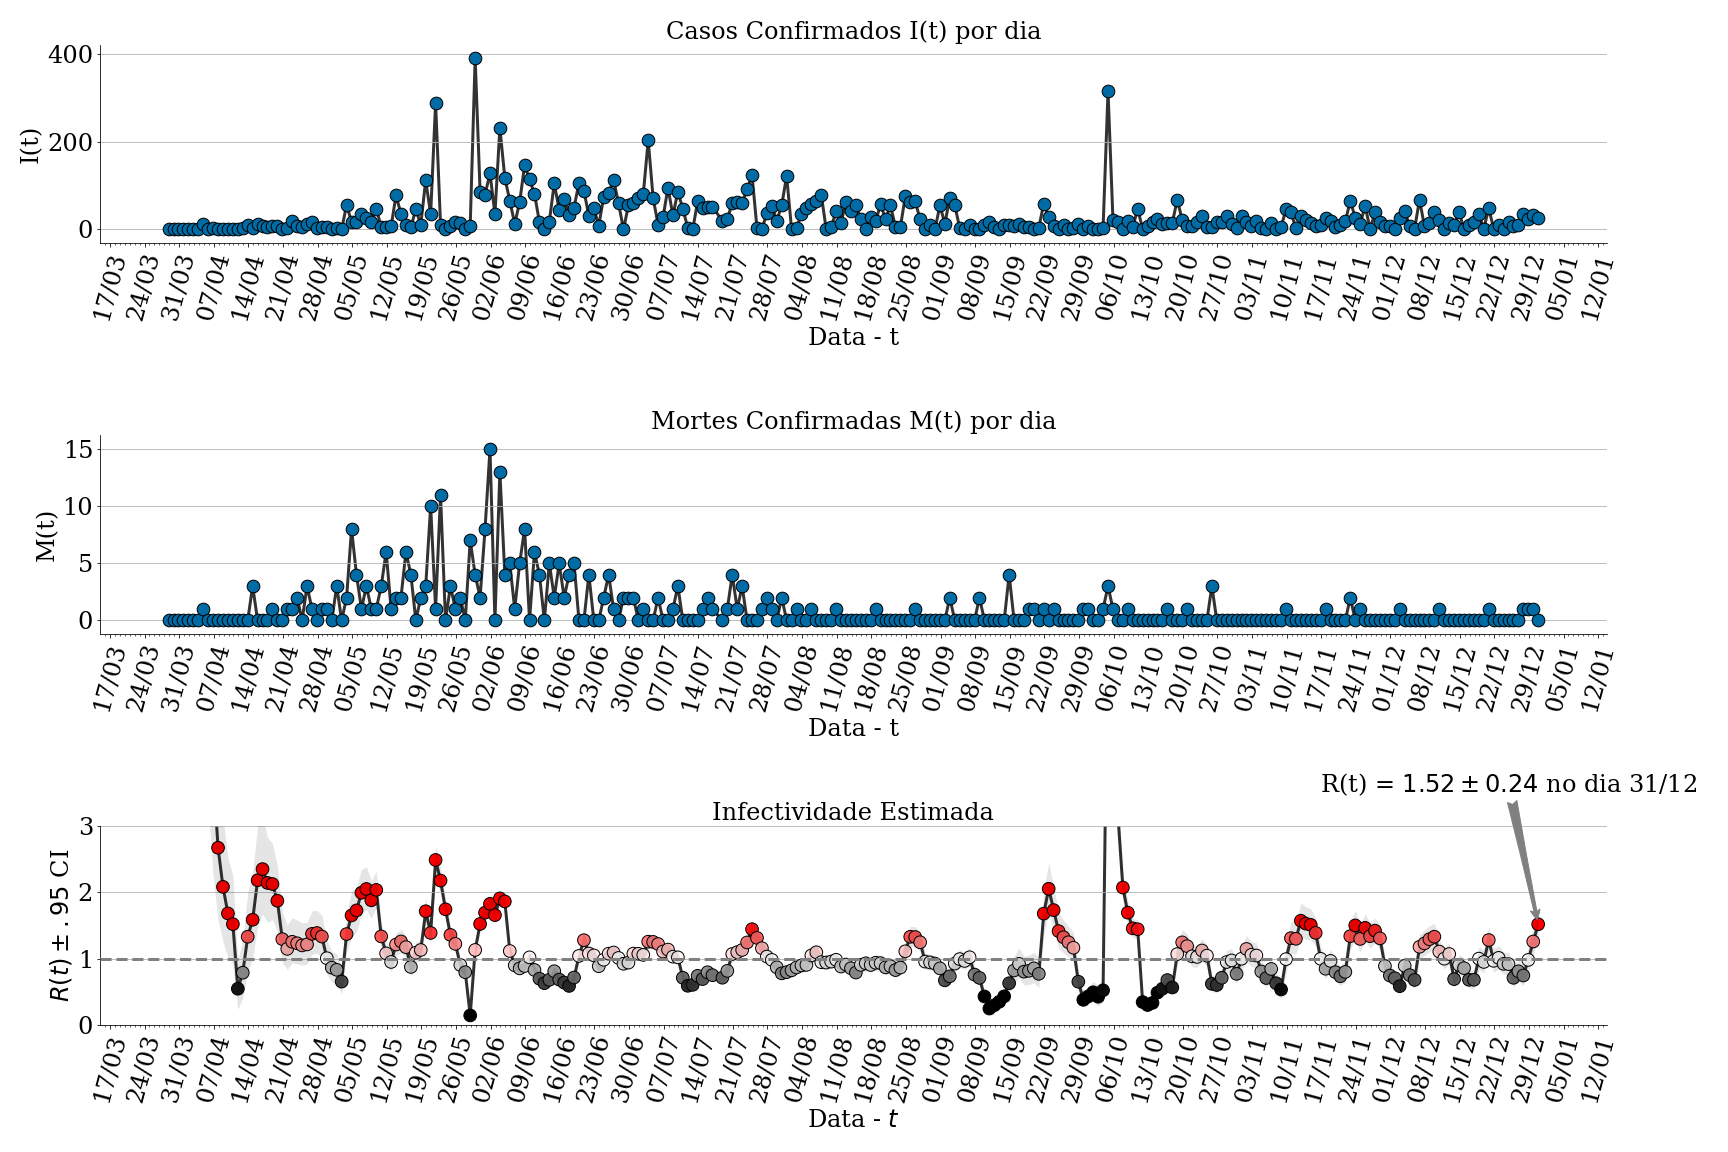 Casos Confirmados I(t) por dia
I(t)
400
200
0
17/03 24/03 31/03 07/04 14/04 21/04 28/04 05/05 12/05 19/05 26/05 02/06 09/06 16/06 23/06 30/06 07/07 14/07 21/07 28/07 04/08 11/08 18/08 25/08 01/09 08/09 15/09 22/09 29/09 06/10 13/10 20/10 27/10 03/11 10/11 17/11 24/11 01/12 08/12 15/12 22/12 29/12 05/01 12/01
Data - t
Mortes Confirmadas M(t) por dia
M(t)
15
10
5
0
17/03 24/03 31/03 07/04 14/04 21/04 28/04 05/05 12/05 19/05 26/05 02/06 09/06 16/06 23/06 30/06 07/07 14/07 21/07 28/07 04/08 11/08 18/08 25/08 01/09 08/09 15/09 22/09 29/09 06/10 13/10 20/10 27/10 03/11 10/11 17/11 24/11 01/12 08/12 15/12 22/12 29/12 05/01 12/01
Data - t
R(t) = 1.52 ± 0.24 no dia 31/12
Infectividade Estimada
R(t) ± .95 CI
3
2
1
0
17/03 24/03 31/03 07/04 14/04 21/04 28/04 05/05 12/05 19/05 26/05 02/06 09/06 16/06 23/06 30/06 07/07 14/07 21/07 28/07 04/08 11/08 18/08 25/08 01/09 08/09 15/09 22/09 29/09 06/10 13/10 20/10 27/10 03/11 10/11 17/11 24/11 01/12 08/12 15/12 22/12 29/12 05/01 12/01
Data - t